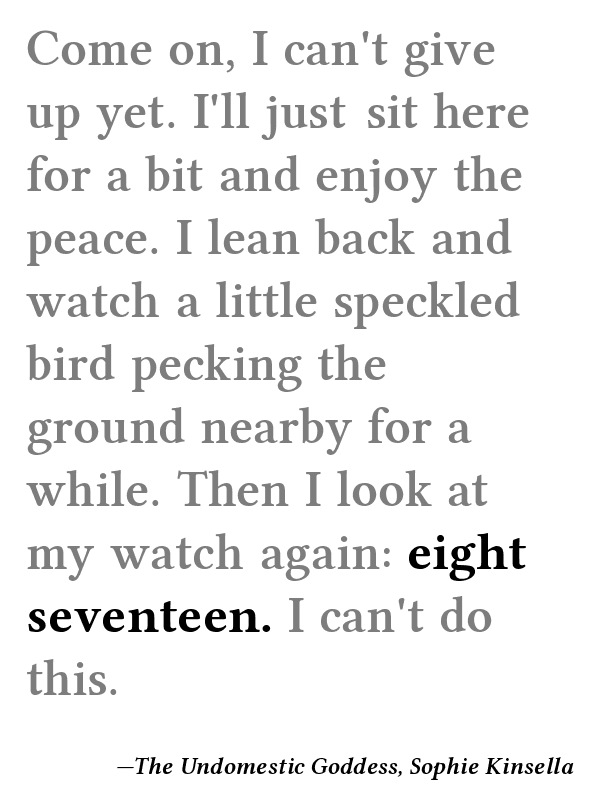 Come on, I can't give
up yet. I'll just sit here
for a bit and enjoy the
peace. I lean back and
watch a little speckled
bird pecking the
ground nearby for a
while. Then I look at
my watch again: eight
seventeen. I can't do
this.
—The Undomestic Goddess, Sophie Kinsella